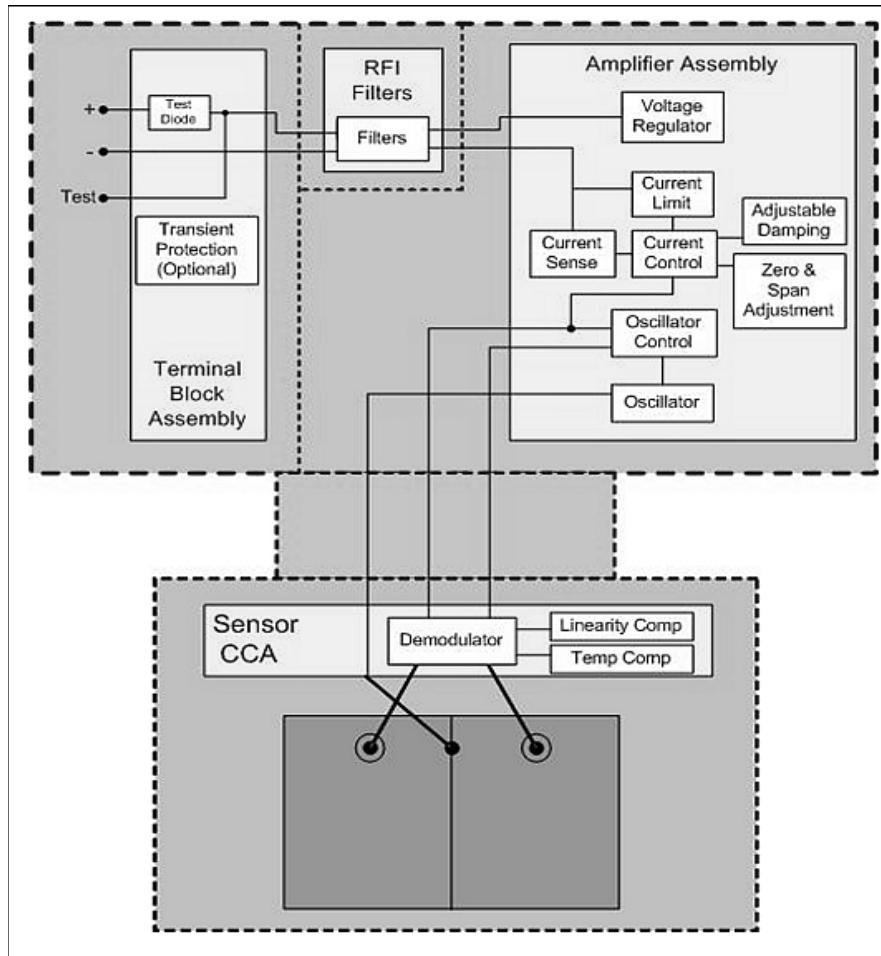 RFI
Filters
Filters
Amplifier Assembly
Voltage
Regulator
Current
Limit
Current
Sense
Current
Control
Adjustable
Damping
Zero &
Span
Adjustment
Oscillator
Control
Oscillator
+
Test
Diode
-
Test
Transient
Protection
(Optional)
Terminal
Block
Assembly
Sensor
CCA
Demodulator
Linearity Comp
Temp Comp